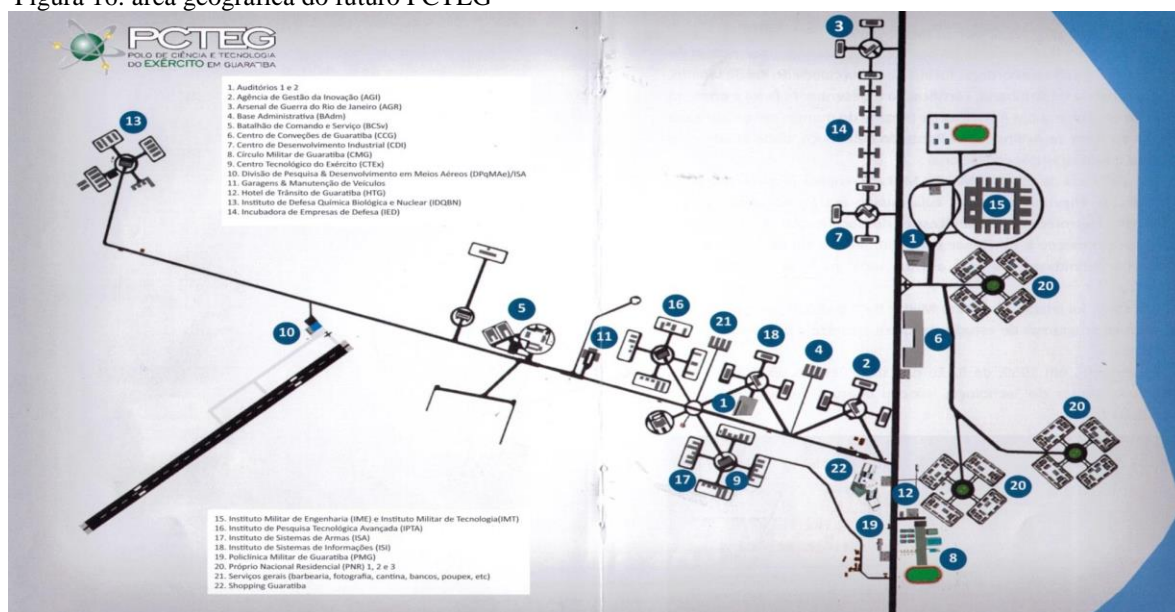 Figura 16: área geográfica do futuro PCTEG
PCTEG
POLO DE CIÊNCIA E TECNOLOGIA
DO EXÉRCITO EM GUARATIBA
1. Auditórios 1 e 2
2. Agência de Gestão da Inovação (AGI)
3. Arsenal de Guerra do Rio de Janeiro (AGR)
4. Base Administrativa (BAdm)
5. Batalhão de Comando e Serviço (BCSv)
6. Centro de Conveções de Guaratiba (CCG)
7. Centro de Desenvolvimento Industrial (CDI)
8. Círculo Militar de Guaratiba (CMG)
9. Centro Tecnológico do Exército (CTEx)
10. Divisão de Pesquisa & Desenvolvimento em Meios Aéreos (DPqMAe)/ISA
11. Garagens & Manutenção de Veículos
12. Hotel de Trânsito de Guaratiba (HTG)
13. Instituto de Defesa Química Biológica e Nuclear (IDQBN)
14. Incubadora de Empresas de Defesa (IED)
3
13
14
15
7
1
20
10
5
11
16
21
18
4
2
6
1
20
17
9
22
12
20
19
8
15. Instituto Militar de Engenharia (IME) e Instituto Militar de Tecnologia(IMT)
16. Instituto de Pesquisa Tecnológica Avançada (IPTA)
17. Instituto de Sistemas de Armas (ISA)
18. Instituto de Sistemas de Informações (ISI)
19. Policlínica Militar de Guaratiba (PMG)
20. Próprio Nacional Residencial (PNR) 1, 2 e 3
21. Serviços gerais (barbearia, fotografia, cantina, bancos, poupex, etc)
22. Shopping Guaratiba